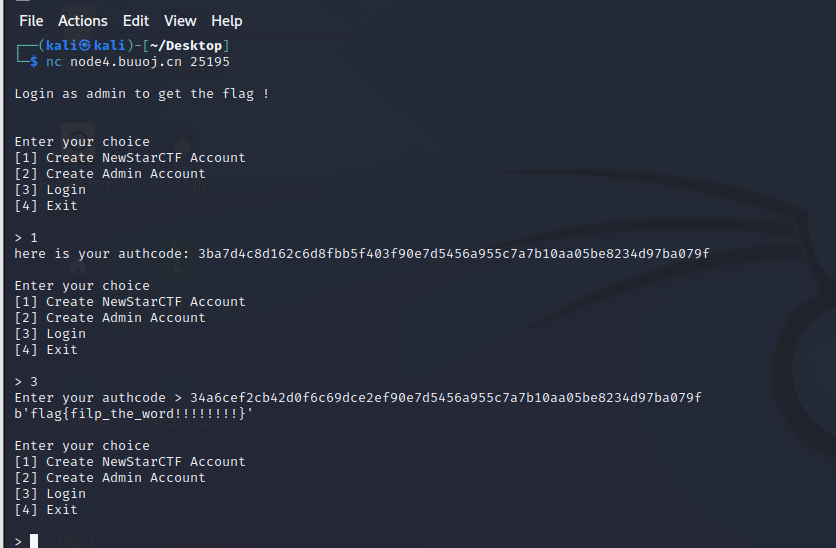 File Actions Edit View Help
┌──(kali㉿kali)-[~/Desktop]
└─$ nc node4.buuoj.cn 25195
Login as admin to get the flag !
Enter your choice
[1] Create NewStarCTF Account
[2] Create Admin Account
[3] Login
[4] Exit
> 1
here is your authcode: 3ba7d4c8d162c6d8fbb5f403f90e7d5456a955c7a7b10aa05be8234d97ba079f
Enter your choice
[1] Create NewStarCTF Account
[2] Create Admin Account
[3] Login
[4] Exit
> 3
Enter your authcode > 34a6cef2cb42d0f6c69dce2ef90e7d5456a955c7a7b10aa05be8234d97ba079f
b'flag{filp_the_word!!!!!!!!}'
Enter your choice
[1] Create NewStarCTF Account
[2] Create Admin Account
[3] Login
[4] Exit
>